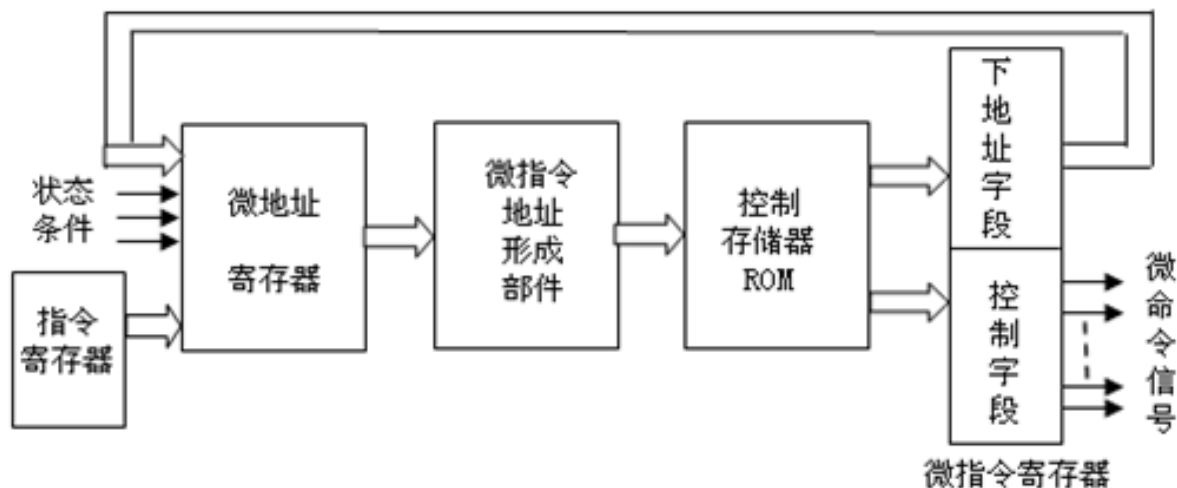 状态
条件
指令
寄存器
微地址
寄存器
微指令
地址
形成
部件
控制
存储器
ROM
下地址字段
控制字段
微命令信号
微指令寄存器